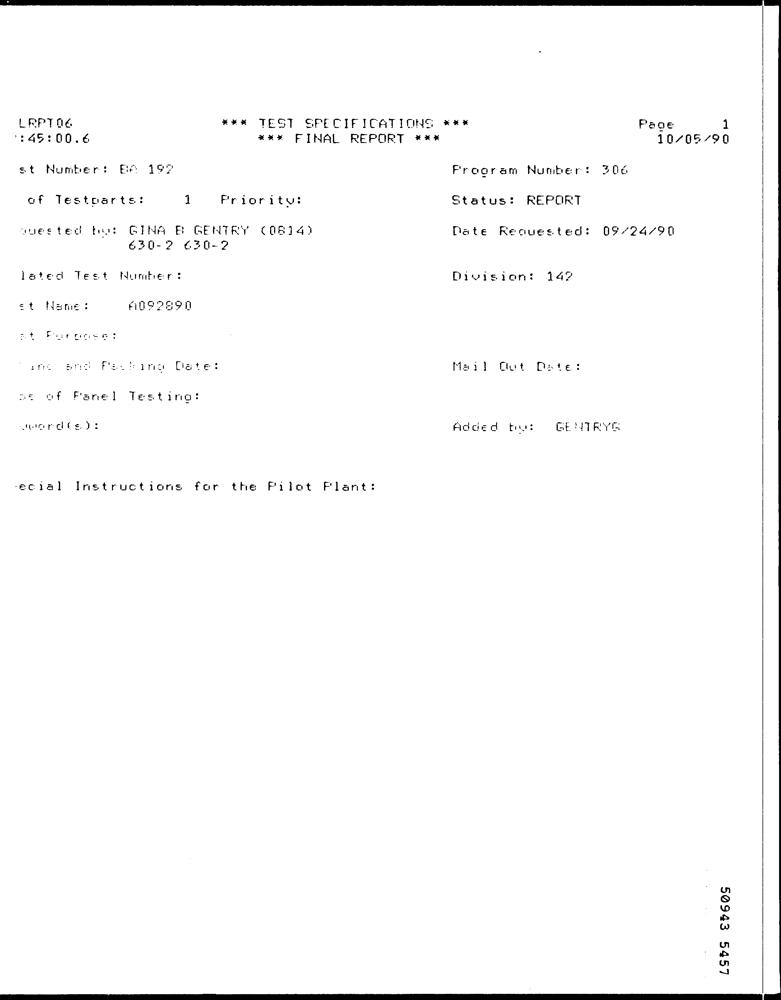 LRPT06 *** TEST SPECIFICATIONS *** Page 1
:45:00.6 *** FINAL REPORT *** 10/05/90
st Number: BA 192 Program Number: 306
of Testparts: 1 Priority: Status: REPORT
quested by: GINA B GENTRY (0814) Date Requested: 09/24/90
630-2 630-2
lated Test Number: Division: 142
st Name: A092890 
st Purpose:
and Packing Date: Mail Out Date:
of Panel Testing:
word(s): Added by: GENTRYG
ecial Instructions for the Pilot Plant:
50943 5457